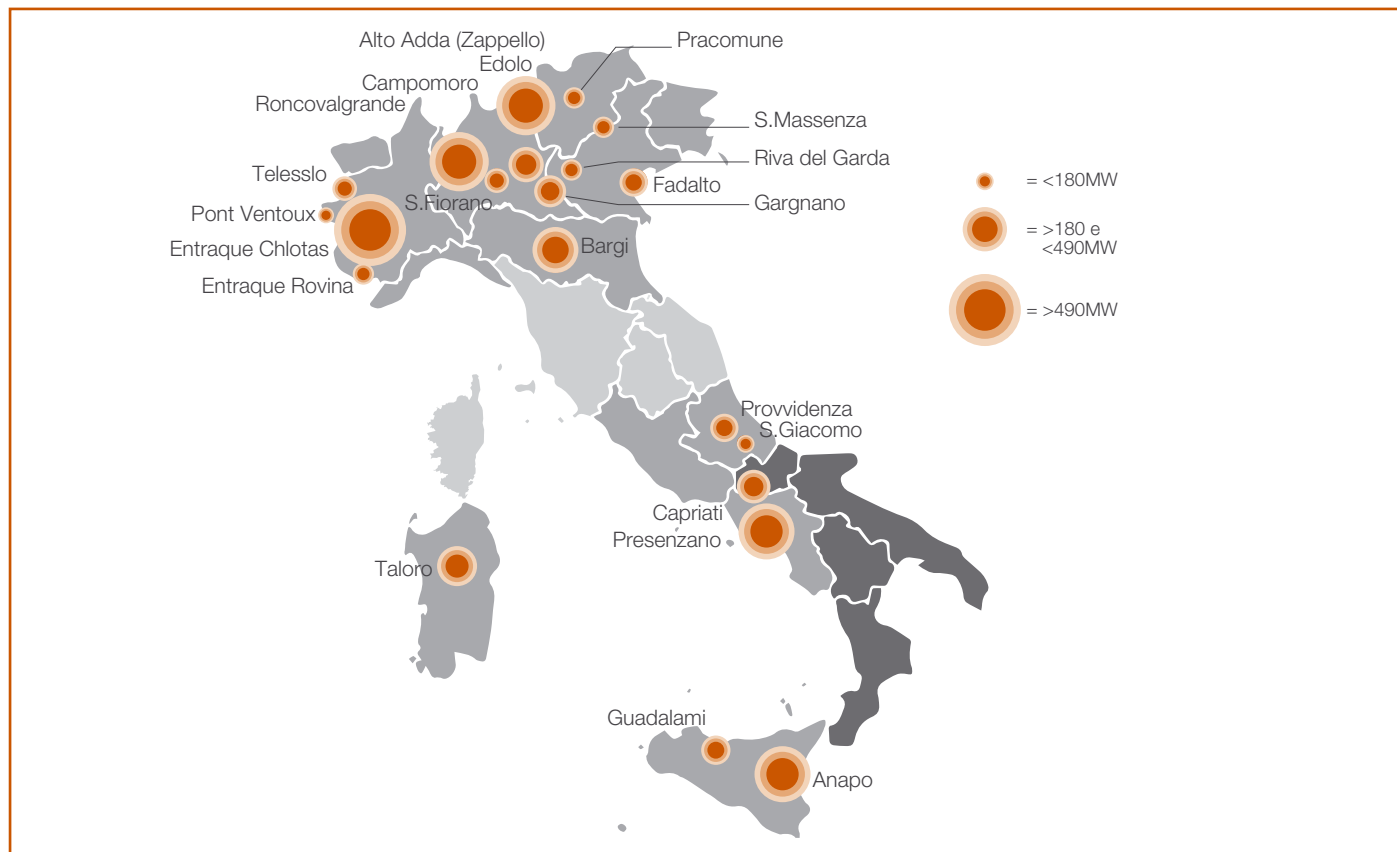 Alto Adda (Zappello)
Edolo
Campomoro
Roncovalgrande
Pracomune
S.Massenza
Riva del Garda
Gargnano
Fadalto
Telesslo
Pont Ventoux
S.Fiorano
Entraque Chlotas
Entraque Rovina
Bargi
= <180MW
= >180 e
<490MW
= >490MW
Provvidenza
S.Giacomo
Capriati
Presenzano
Taloro
Guadalami
Anapo